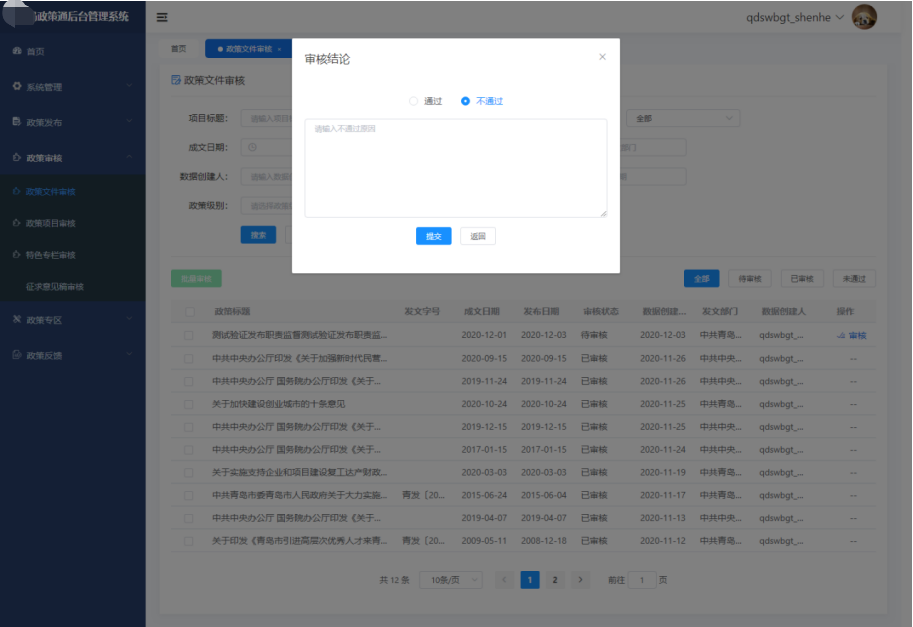 政策通后台管理系统
qdswbgt_shenhe
首页
首页
政策文件审核
审核结论
系统管理
政策文件审核
通过 不通过
项目标题: 请输入项目 全部
请输入不通过原因
政策发布
成文日期: 部门
政策审核
数据创建人: 请输入数据
政策文件审核
政策级别: 请选择政策
政策项目审核
搜索 提交 返回
特色专栏审核
批量审核 全部 待审核 已审核 未通过
征求意见稿审核
政策标题 发文字号 成文日期 发布日期 审核状态 数据创建... 发文部门 数据创建人 操作
政策专区
测试验证发布职责监督测试验证发布职责监... 2020-12-01 2020-12-03 待审核 2020-12-03 中共青岛... qdswbgt_... 审核
政策反馈
中共中央办公厅印发《关于加强新时代民营... 2020-09-15 2020-09-15 已审核 2020-11-26 中共中央... qdswbgt_... --
中共中央办公厅 国务院办公厅印发《关于... 2019-11-24 2019-11-24 已审核 2020-11-26 中共中央... qdswbgt_... --
关于加快建设创业城市的十条意见 2020-10-24 2020-10-24 已审核 2020-11-25 中共青岛... qdswbgt_... --
中共中央办公厅 国务院办公厅印发《关于... 2019-12-15 2019-12-15 已审核 2020-11-25 中共中央... qdswbgt_... --
中共中央办公厅 国务院办公厅印发《关于... 2017-01-15 2017-01-15 已审核 2020-11-24 中共中央... qdswbgt_... --
关于实施支持企业和项目建设复工达产财政... 2020-03-03 2020-03-03 已审核 2020-11-19 中共青岛... qdswbgt_... --
中共青岛市委青岛市人民政府关于大力实施... 青发〔20... 2015-06-24 2015-06-04 已审核 2020-11-17 中共中央... qdswbgt_... --
中共中央办公厅 国务院办公厅印发《关于... 2019-04-07 2019-04-07 已审核 2020-11-13 中共中央... qdswbgt_... --
关于印发《青岛市引进高层次优秀人才来青... 青发〔20... 2009-05-11 2008-12-18 已审核 2020-11-12 中共青岛... qdswbgt_... --
共 12 条 10条/页 1 2 前往 1 页